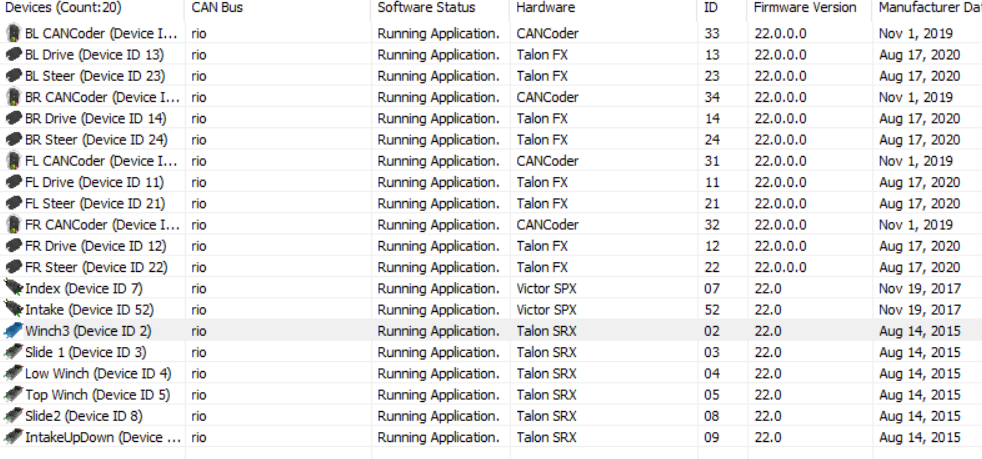 Devices (Count:20) CAN Bus Software Status Hardware ID Firmware Version Manufacturer Dat
BL CANCoder (Device I... rio Running Application. CANCoder 33 22.0.0.0 Nov 1, 2019
BL Drive (Device ID 13) rio Running Application. Talon FX 13 22.0.0.0 Aug 17, 2020
BL Steer (Device ID 23) rio Running Application. Talon FX 23 22.0.0.0 Aug 17, 2020
BR CANCoder (Device I... rio Running Application. CANCoder 34 22.0.0.0 Nov 1, 2019
BR Drive (Device ID 14) rio Running Application. Talon FX 14 22.0.0.0 Aug 17, 2020
BR Steer (Device ID 24) rio Running Application. Talon FX 24 22.0.0.0 Aug 17, 2020
FL CANCoder (Device I... rio Running Application. CANCoder 31 22.0.0.0 Nov 1, 2019
FL Drive (Device ID 11) rio Running Application. Talon FX 11 22.0.0.0 Aug 17, 2020
FL Steer (Device ID 21) rio Running Application. Talon FX 21 22.0.0.0 Aug 17, 2020
FR CANCoder (Device I... rio Running Application. CANCoder 32 22.0.0.0 Nov 1, 2019
FR Drive (Device ID 12) rio Running Application. Talon FX 12 22.0.0.0 Aug 17, 2020
FR Steer (Device ID 22) rio Running Application. Talon FX 22 22.0.0.0 Aug 17, 2020
Index (Device ID 7) rio Running Application. Victor SPX 07 22.0 Nov 19, 2017
Intake (Device ID 52) rio Running Application. Victor SPX 52 22.0 Nov 19, 2017
Winch3 (Device ID 2) rio Running Application. Talon SRX 02 22.0 Aug 14, 2015
Slide 1 (Device ID 3) rio Running Application. Talon SRX 03 22.0 Aug 14, 2015
Low Winch (Device ID 4) rio Running Application. Talon SRX 04 22.0 Aug 14, 2015
Top Winch (Device ID 5) rio Running Application. Talon SRX 05 22.0 Aug 14, 2015
Slide2 (Device ID 8) rio Running Application. Talon SRX 08 22.0 Aug 14, 2015
IntakeUpDown (Device ... rio Running Application. Talon SRX 09 22.0 Aug 14, 2015